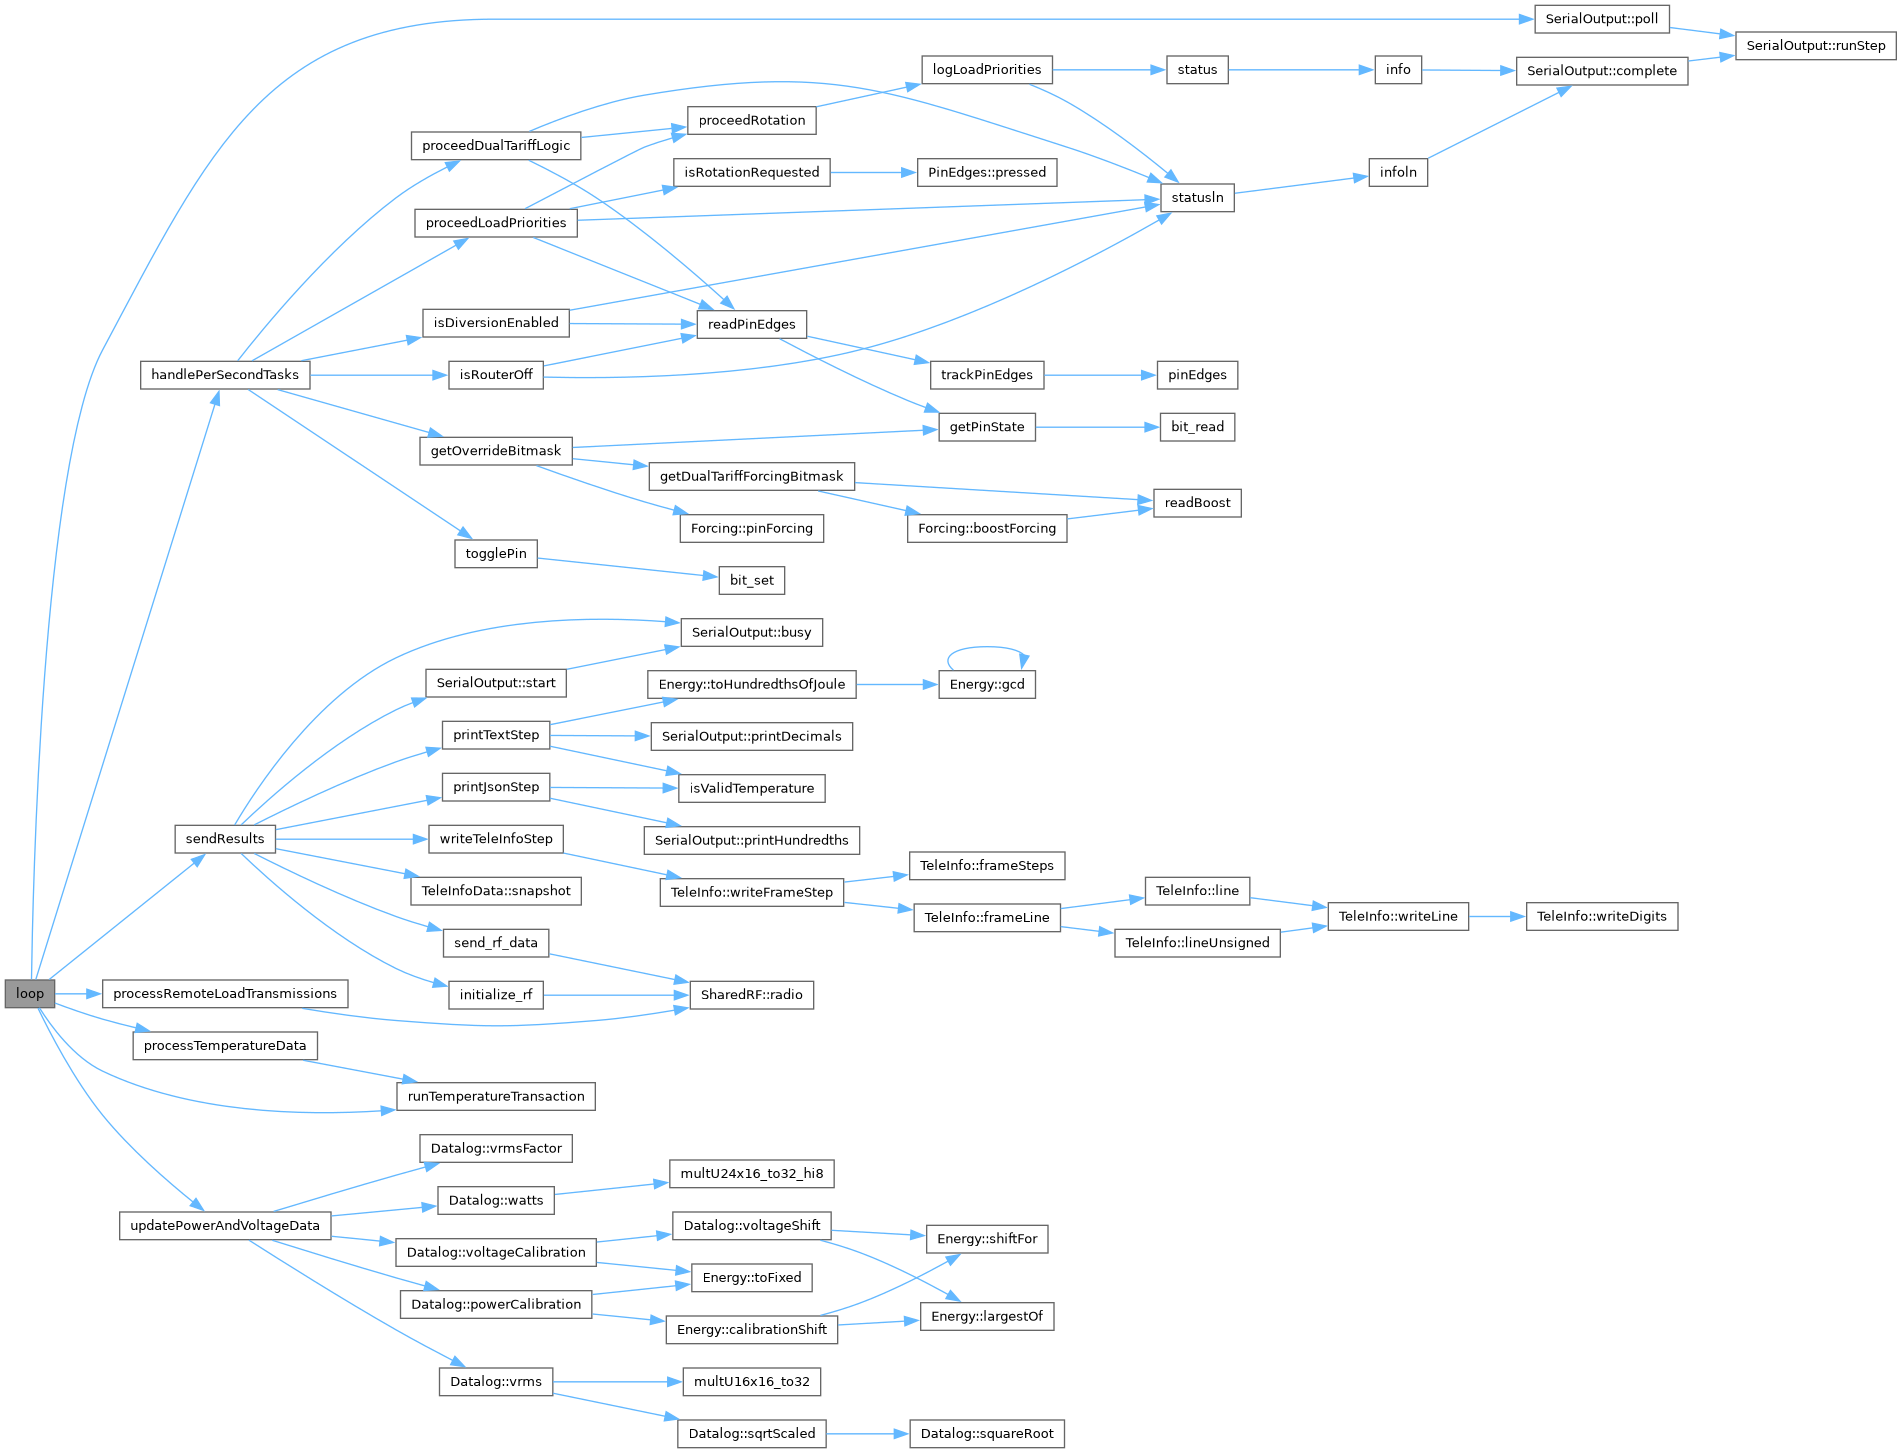 SerialOutput::poll
SerialOutput::runStep
logLoadPriorities
status
info
SerialOutput::complete
proceedRotation
proceedDualTariffLogic
isRotationRequested
PinEdges::pressed
infoln
statusln
proceedLoadPriorities
isDiversionEnabled
readPinEdges
handlePerSecondTasks
isRouterOff
trackPinEdges
pinEdges
getPinState
bit_read
getOverrideBitmask
getDualTariffForcingBitmask
readBoost
Forcing::pinForcing
Forcing::boostForcing
togglePin
bit_set
SerialOutput::busy
SerialOutput::start
Energy::toHundredthsOfJoule
Energy::gcd
printTextStep
SerialOutput::printDecimals
printJsonStep
isValidTemperature
sendResults
writeTeleInfoStep
SerialOutput::printHundredths
TeleInfo::frameSteps
TeleInfoData::snapshot
TeleInfo::writeFrameStep
TeleInfo::line
TeleInfo::frameLine
TeleInfo::writeLine
TeleInfo::writeDigits
send_rf_data
TeleInfo::lineUnsigned
loop
processRemoteLoadTransmissions
initialize_rf
SharedRF::radio
processTemperatureData
runTemperatureTransaction
Datalog::vrmsFactor
multU24x16_to32_hi8
Datalog::watts
updatePowerAndVoltageData
Datalog::voltageShift
Energy::shiftFor
Datalog::voltageCalibration
Energy::toFixed
Datalog::powerCalibration
Energy::calibrationShift
Energy::largestOf
Datalog::vrms
multU16x16_to32
Datalog::sqrtScaled
Datalog::squareRoot